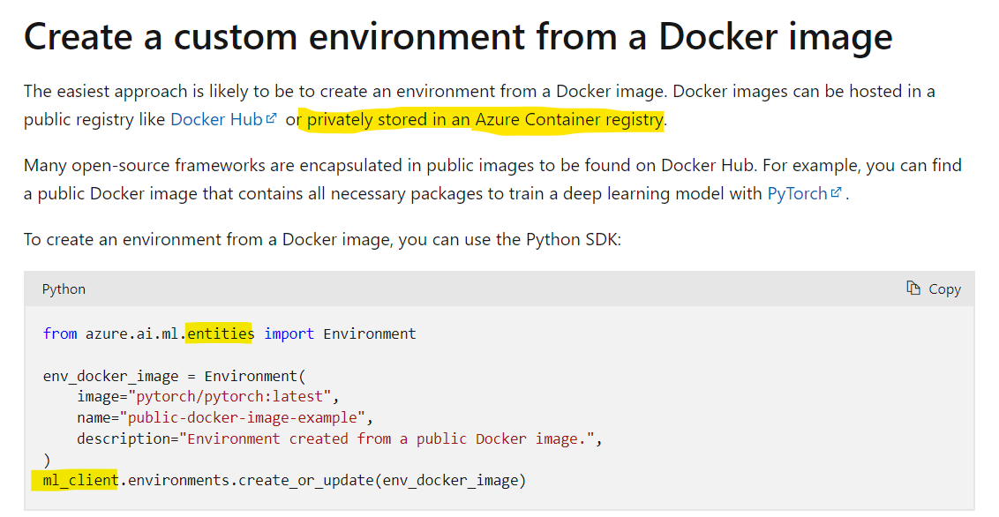 Create a custom environment from a Docker image
The easiest approach is likely to be to create an environment from a Docker image. Docker images can be hosted in a
public registry like Docker Hub or privately stored in an Azure Container registry.
Many open-source frameworks are encapsulated in public images to be found on Docker Hub. For example, you can find
a public Docker image that contains all necessary packages to train a deep learning model with PyTorch .
To create an environment from a Docker image, you can use the Python SDK:
Python
Copy
from azure.ai.ml.entities import Environment
env_docker_image = Environment(
    image="pytorch/pytorch:latest",
    name="public-docker-image-example",
    description="Environment created from a public Docker image.",
)
ml_client.environments.create_or_update(env_docker_image)